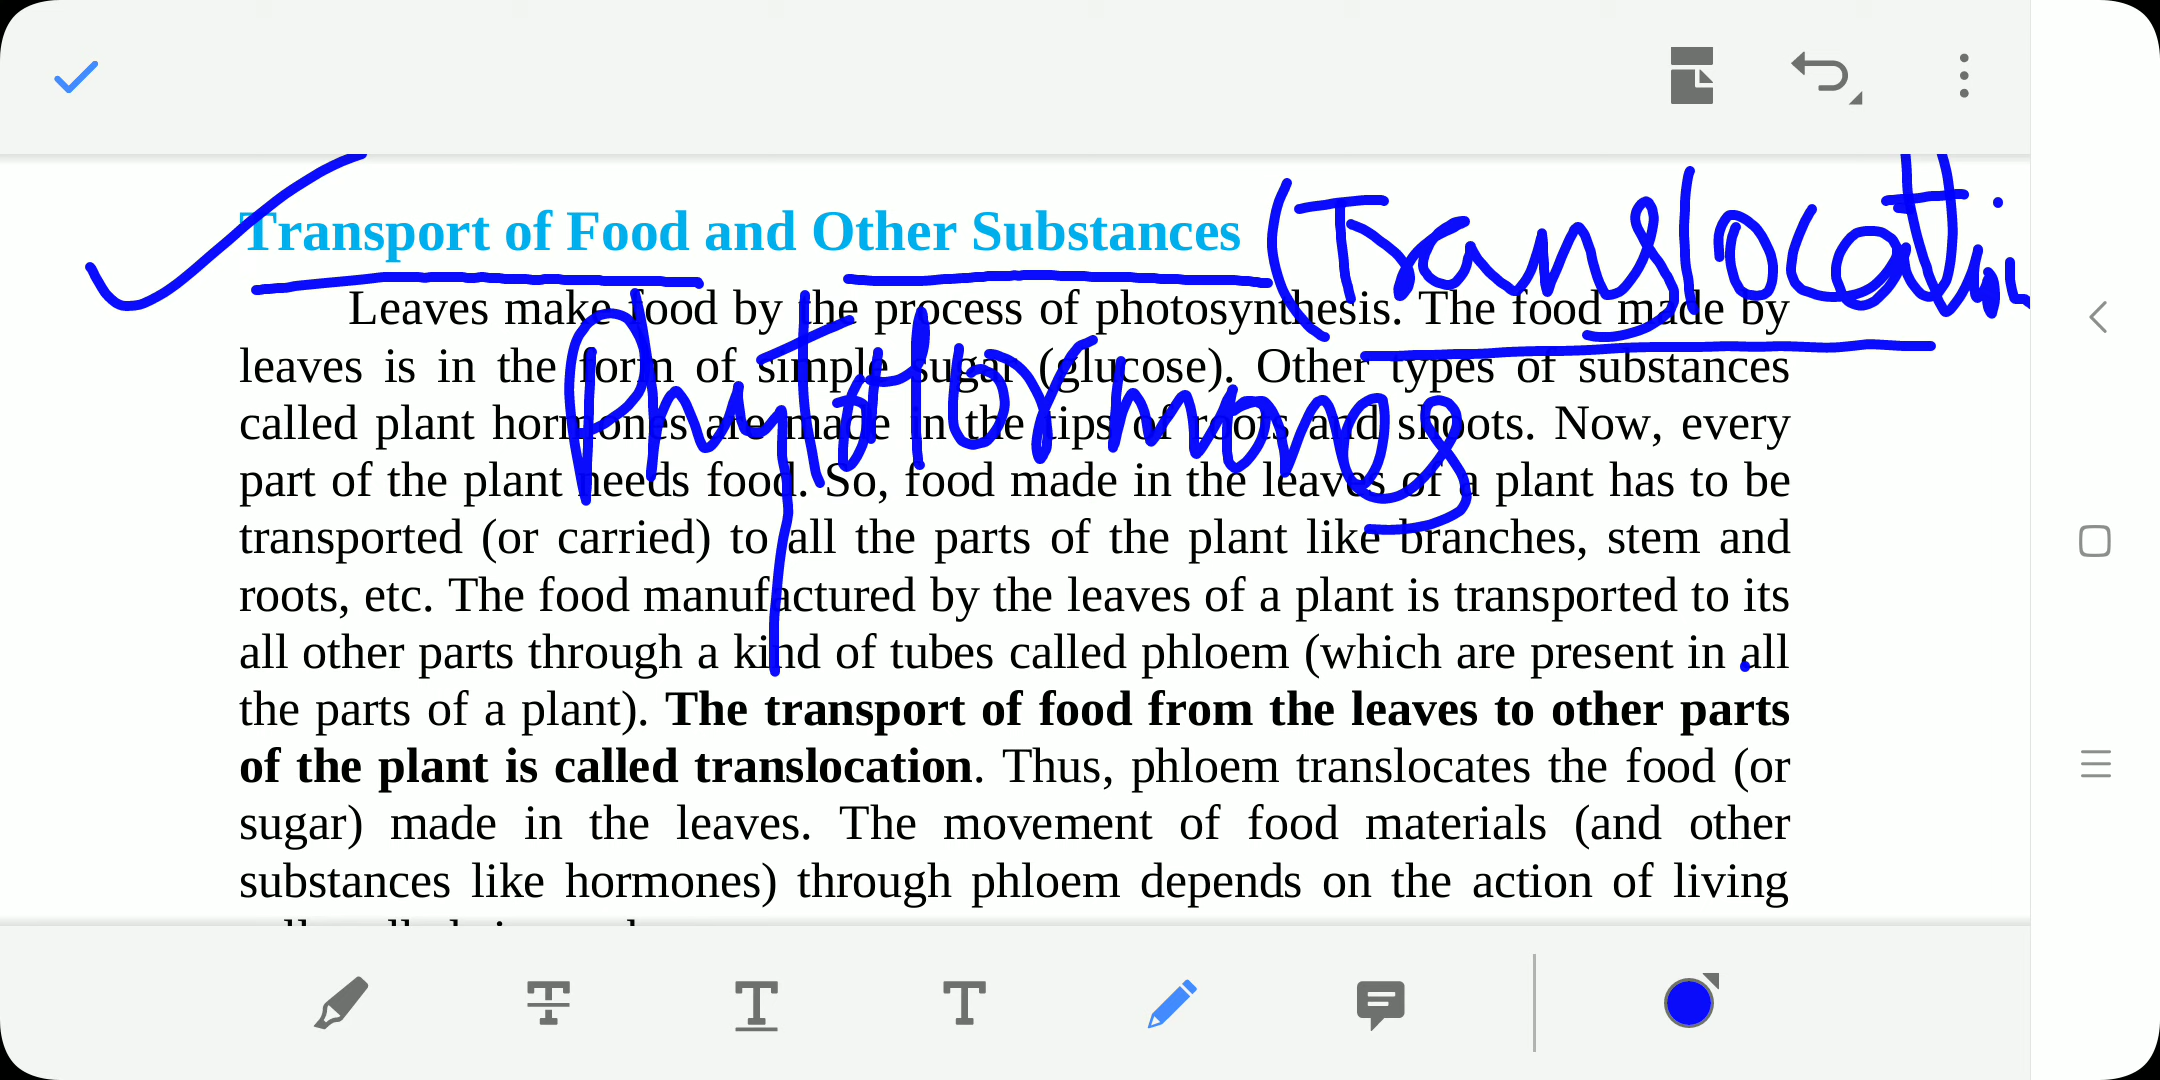 Transport of Food and Other Substances (Translocati
Leaves make food by the process of photosynthesis. The food made by
Phytohormones
leaves is in the form of simple sugar (glucose). Other types of substances
called plant hormones are made in the tips of roots and shoots. Now, every
part of the plant needs food. So, food made in the leaves of a plant has to be
transported (or carried) to all the parts of the plant like branches, stem and
roots, etc. The food manufactured by the leaves of a plant is transported to its
all other parts through a kind of tubes called phloem (which are present in all
the parts of a plant). The transport of food from the leaves to other parts
of the plant is called translocation. Thus, phloem translocates the food (or
sugar) made in the leaves. The movement of food materials (and other
substances like hormones) through phloem depends on the action of living